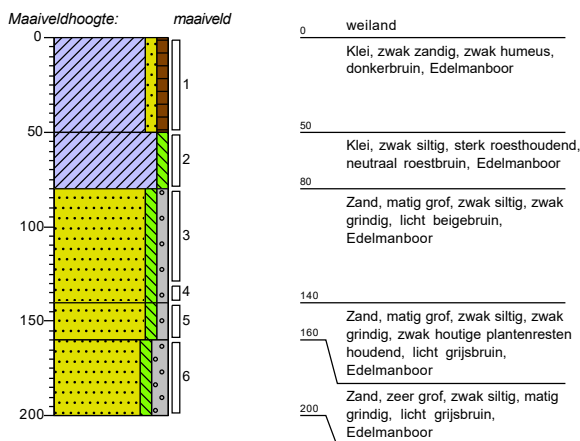 Maaiveldhoogte: maaiveld
0
50
100
150
200
1
2
3
4
5
6
0 weiland
Klei, zwak zandig, zwak humeus,
donkerbruin, Edelmanboor
50
Klei, zwak siltig, sterk roesthoudend,
neutraal roestbruin, Edelmanboor
80
Zand, matig grof, zwak siltig, zwak
grindig, licht beigebruin,
Edelmanboor
140
Zand, matig grof, zwak siltig, zwak
grindig, zwak houtige plantenresten
houdend, licht grijsbruin,
Edelmanboor
160
Zand, zeer grof, zwak siltig, matig
grindig, licht grijsbruin,
Edelmanboor
200